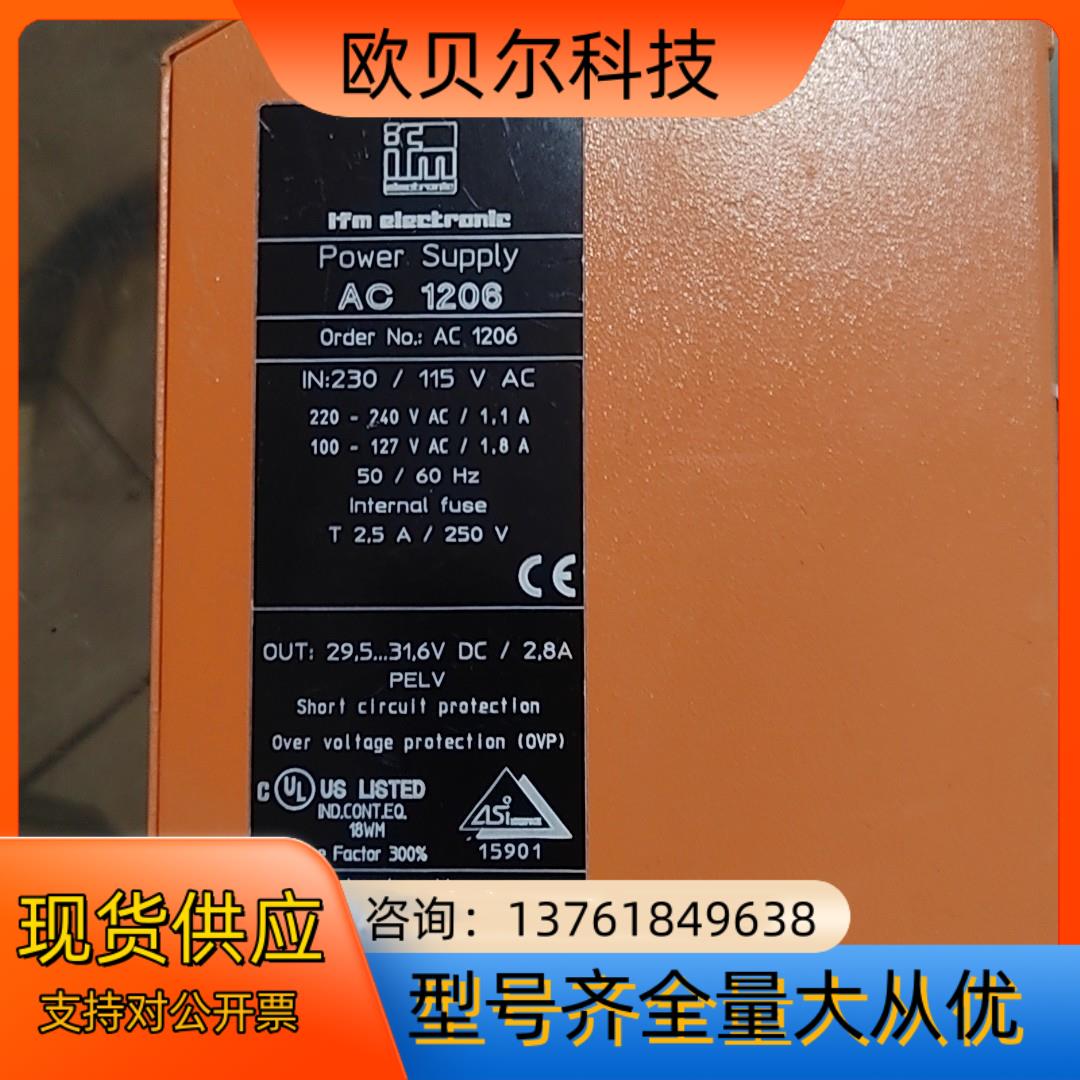 欧贝尔科技
ifm
electronic
ifm electronic
Power Supply
AC 1206
Order No.: AC 1206
IN:230 / 115 V AC
220 - 240 V AC / 1,1 A
100 - 127 V AC / 1,8 A
50 / 60 Hz
Internal fuse
T 2,5 A / 250 V
CE
OUT: 29,5...31,6V DC / 2,8A
PELV
Short circuit protection
Over voltage protection (OVP)
C UL US LISTED
IND.CONT.EQ.
18WM
Factor 300%
ASi
15901
现货供应
支持对公开票
咨询：13761849638
型号齐全量大从优